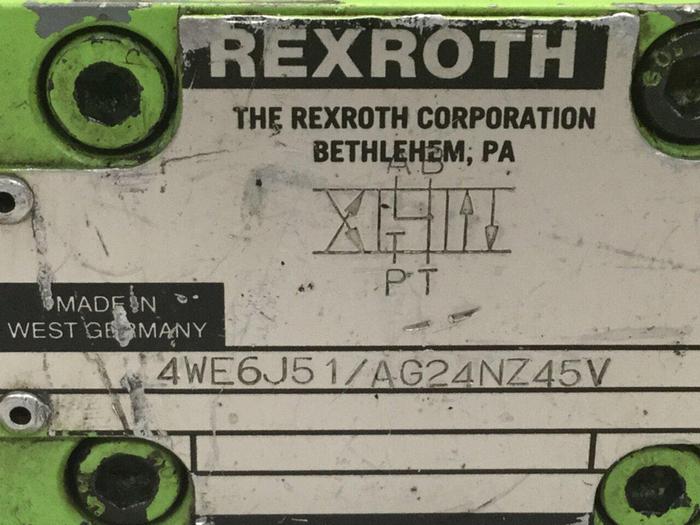 REXROTH
THE REXROTH CORPORATION
BETHLEHEM, PA
A B
P T
MADE IN
WEST GERMANY
4WE6J51/AG24NZ45V